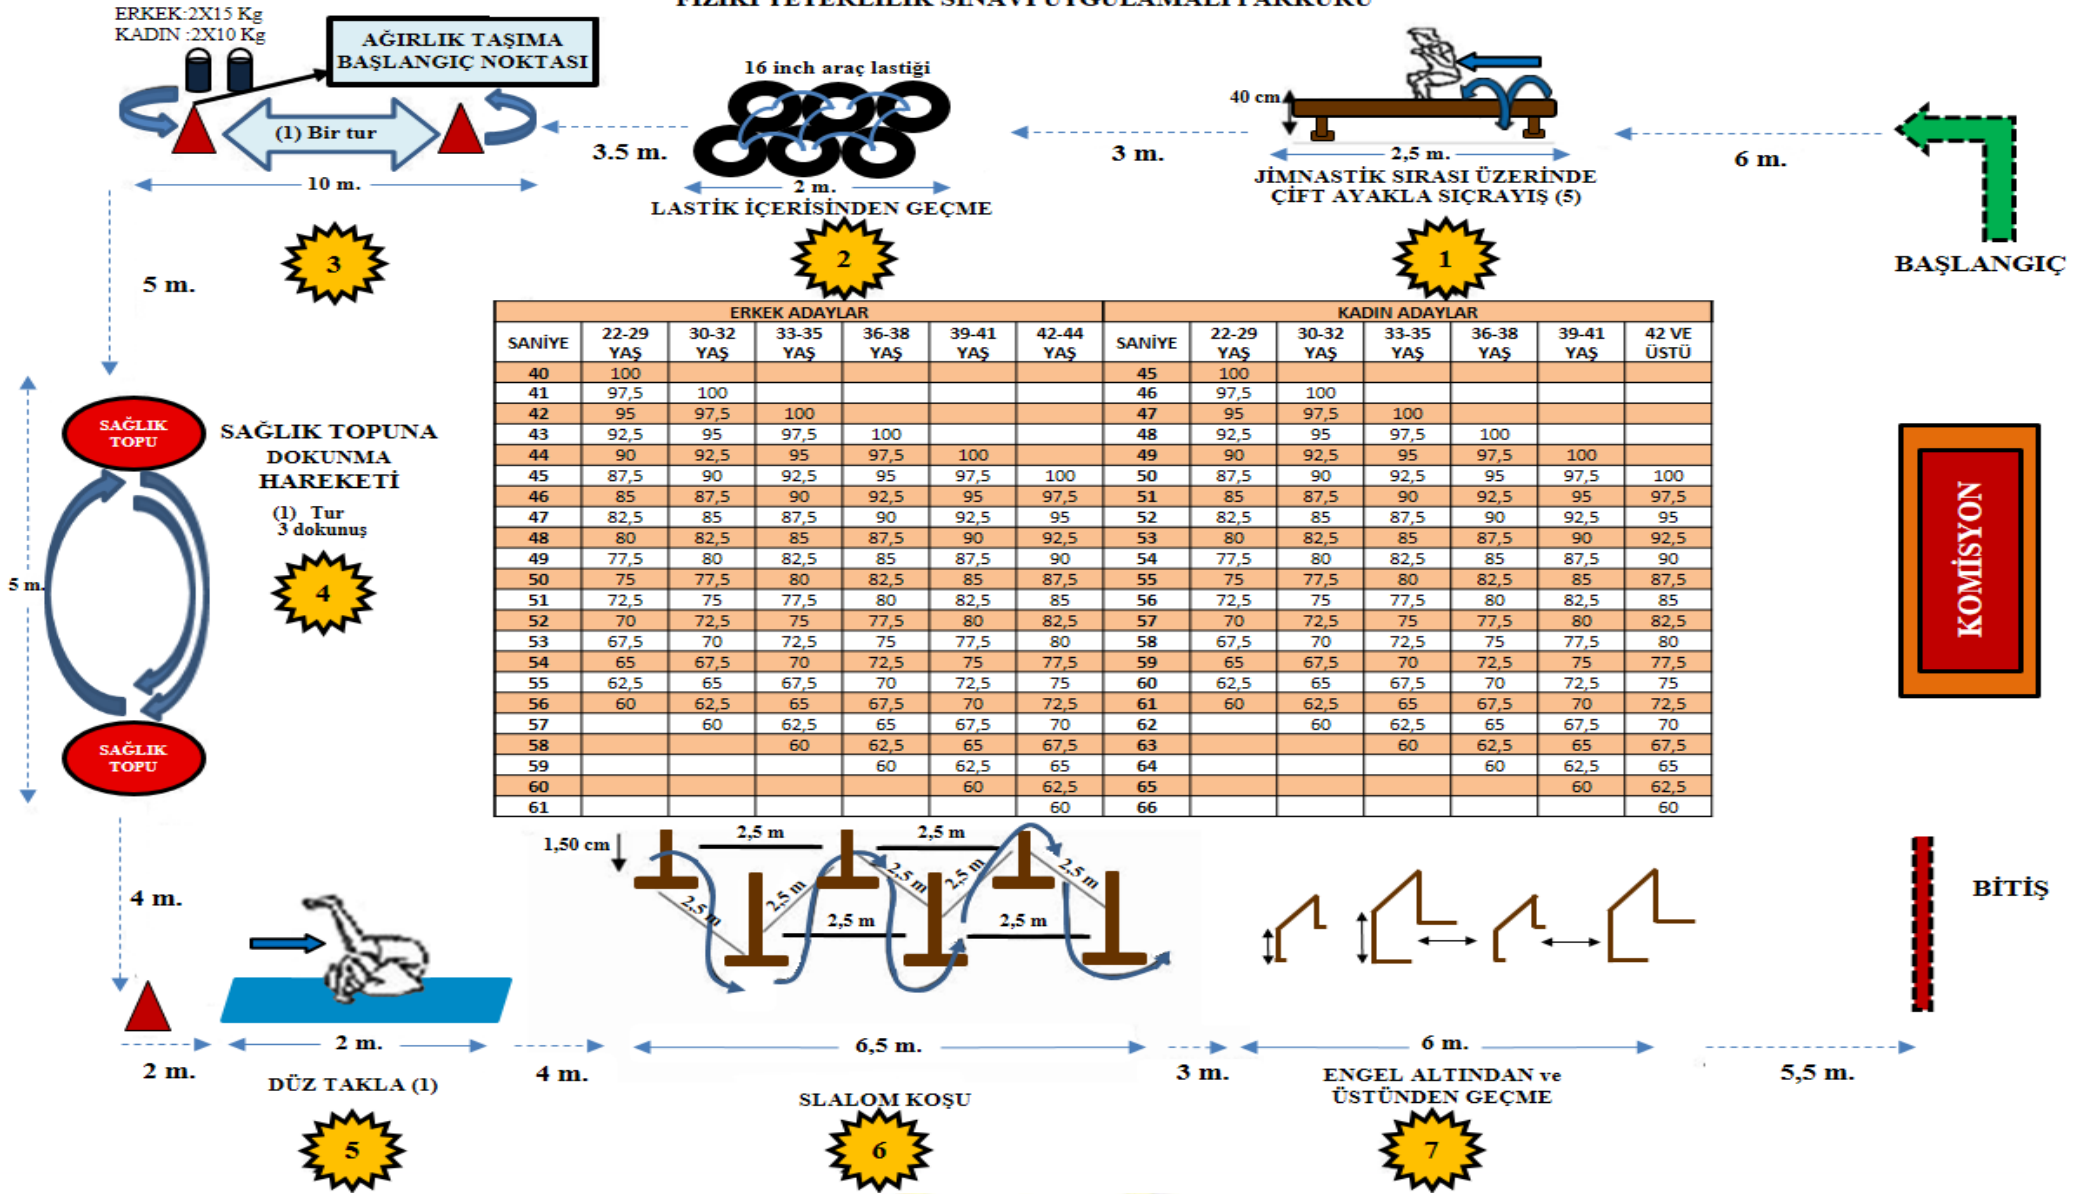 FİZİKİ YETERLİLİK SINAVI UYGULAMALI PARKURU
ERKEK:2X15 Kg
KADIN :2X10 Kg
AĞIRLIK TAŞIMA
BAŞLANGIÇ NOKTASI
(1) Bir tur
10 m.
3
3.5 m.
16 inch araç lastiği
2 m.
LASTİK İÇERİSİNDEN GEÇME
2
3 m.
40 cm
2,5 m.
JİMNASTİK SIRASI ÜZERİNDE
ÇİFT AYAKLA SIÇRAYIŞ (5)
1
6 m.
BAŞLANGIÇ
5 m.
SAĞLIK
TOPU
SAĞLIK TOPUNA
DOKUNMA
HAREKETİ
(1) Tur
3 dokunuş
4
5 m.
SAĞLIK
TOPU
ERKEK ADAYLAR KADIN ADAYLAR
SANİYE 22-29 YAŞ 30-32 YAŞ 33-35 YAŞ 36-38 YAŞ 39-41 YAŞ 42-44 YAŞ SANİYE 22-29 YAŞ 30-32 YAŞ 33-35 YAŞ 36-38 YAŞ 39-41 YAŞ 42 VE ÜSTÜ
40 100 45 100
41 97,5 100 46 97,5 100
42 95 97,5 100 47 95 97,5 100
43 92,5 95 97,5 100 48 92,5 95 97,5 100
44 90 92,5 95 97,5 100 49 90 92,5 95 97,5 100
45 87,5 90 92,5 95 97,5 100 50 87,5 90 92,5 95 97,5 100
46 85 87,5 90 92,5 95 97,5 51 85 87,5 90 92,5 95 97,5
47 82,5 85 87,5 90 92,5 95 52 82,5 85 87,5 90 92,5 95
48 80 82,5 85 87,5 90 92,5 53 80 82,5 85 87,5 90 92,5
49 77,5 80 82,5 85 87,5 90 54 77,5 80 82,5 85 87,5 90
50 75 77,5 80 82,5 85 87,5 55 75 77,5 80 82,5 85 87,5
51 72,5 75 77,5 80 82,5 85 56 72,5 75 77,5 80 82,5 85
52 70 72,5 75 77,5 80 82,5 57 70 72,5 75 77,5 80 82,5
53 67,5 70 72,5 75 77,5 80 58 67,5 70 72,5 75 77,5 80
54 65 67,5 70 72,5 75 77,5 59 65 67,5 70 72,5 75 77,5
55 62,5 65 67,5 70 72,5 75 60 62,5 65 67,5 70 72,5 75
56 60 62,5 65 67,5 70 72,5 61 60 62,5 65 67,5 70 72,5
57 60 62,5 65 67,5 70 62 60 62,5 65 67,5 70
58 60 62,5 65 67,5 63 60 62,5 65 67,5
59 60 62,5 65 64 60 62,5 65
60 60 62,5 65 60 62,5
61 60 66 60
KOMİSYON
4 m.
2 m.
2 m.
DÜZ TAKLA (1)
5
4 m.
1,50 cm
2,5 m
2,5 m
2,5 m
2,5 m
2,5 m
2,5 m
2,5 m
2,5 m
2,5 m
6,5 m.
SLALOM KOŞU
6
3 m.
6 m.
ENGEL ALTINDAN ve
ÜSTÜNDEN GEÇME
7
5,5 m.
BİTİŞ